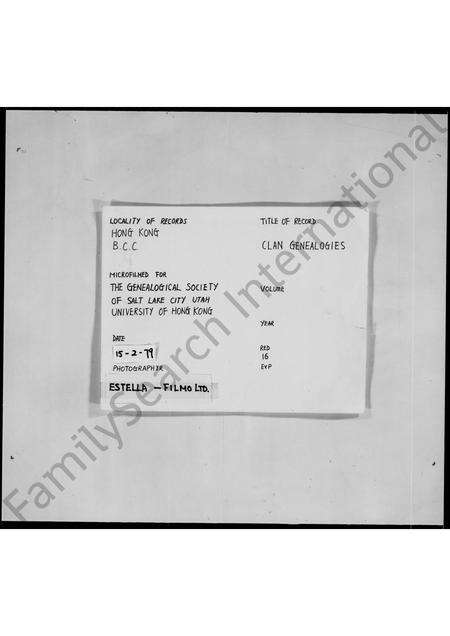 LOCALITY OF RECORDS
HONG KONG
B.C.C
MICROFILMED FOR
THE GENEALOGICAL SOCIETY
OF SALT LAKE CITY UTAH
UNIVERSITY OF HONG KONG
DATE
15-2-79
PHOTOGRAPHER
ESTELLA — FILMO LTD.
TITLE OF RECORD
CLAN GENEALOGIES
VOLUME
YEAR
RED
16
EXP
FamilySearch International